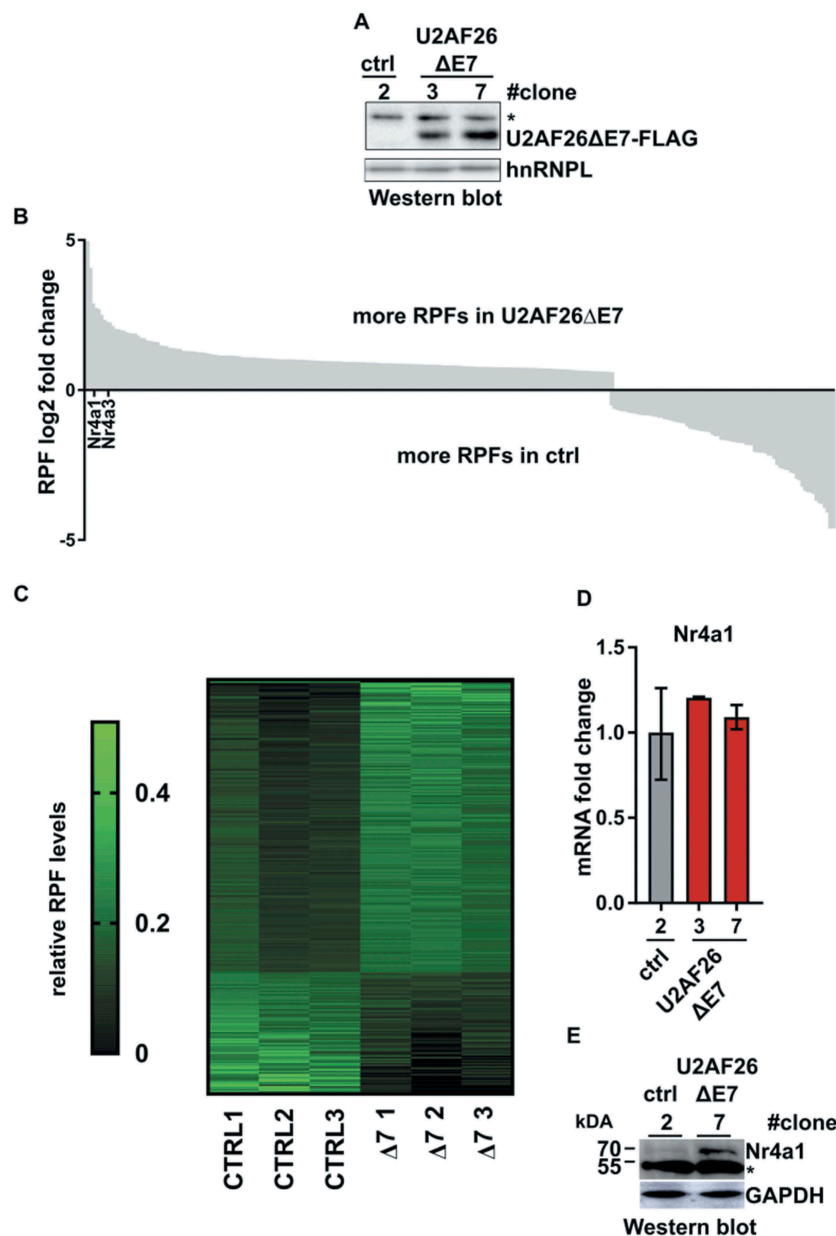 A
U2AF26
ctrl ΔE7
2 3 7 #clone
*
U2AF26ΔE7-FLAG
hnRNPL
Western blot
B
RPF log2 fold change
5
0
-5
more RPFs in U2AF26ΔE7
Nr4a1
Nr4a3
more RPFs in ctrl
C
relative RPF levels
0.4
0.2
0
CTRL1
CTRL2
CTRL3
Δ7 1
Δ7 2
Δ7 3
D
Nr4a1
mRNA fold change
1.5
1.0
0.5
0.0
2 3 7
ctrl
U2AF26
ΔE7
E
U2AF26
ctrl ΔE7
kDA 2 7 #clone
70 Nr4a1
55 *
GAPDH
Western blot